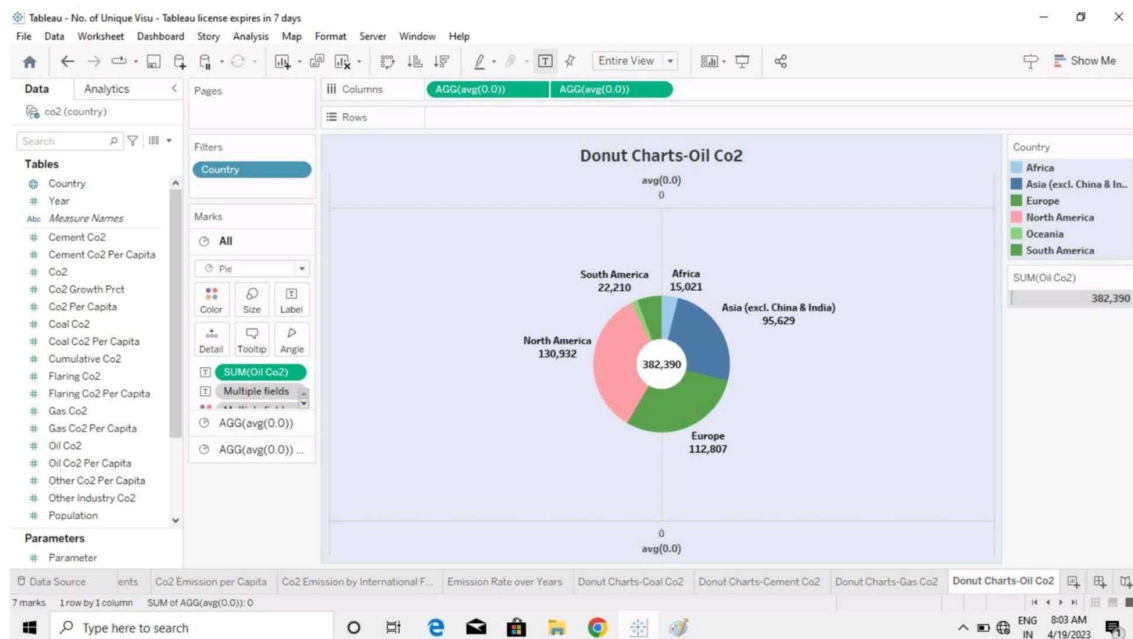 Tableau - No. of Unique Visu - Tableau license expires in 7 days
File Data Worksheet Dashboard Story Analysis Map Format Server Window Help
Entire View
Show Me
Data Analytics
co2 (country)
Search
Tables
Country
Year
Abc Measure Names
Cement Co2
Cement Co2 Per Capita
Co2
Co2 Growth Prct
Co2 Per Capita
Coal Co2
Coal Co2 Per Capita
Cumulative Co2
Flaring Co2
Flaring Co2 Per Capita
Gas Co2
Gas Co2 Per Capita
Oil Co2
Oil Co2 Per Capita
Other Co2 Per Capita
Other Industry Co2
Population
Parameters
Parameter
Pages
Filters
Country
Marks
All
Pie
Color Size Label
Detail Tooltip Angle
SUM(Oil Co2)
Multiple fields
AGG(avg(0.0))
AGG(avg(0.0)) ...
Columns AGG(avg(0.0)) AGG(avg(0.0))
Rows
Donut Charts-Oil Co2
avg(0.0)
0
South America
22,210
Africa
15,021
Asia (excl. China & India)
95,629
North America
130,932
382,390
Europe
112,807
0
avg(0.0)
Country
Africa
Asia (excl. China & In..
Europe
North America
Oceania
South America
SUM(Oil Co2)
382,390
Data Source ents Co2 Emission per Capita Co2 Emission by International F... Emission Rate over Years Donut Charts-Coal Co2 Donut Charts-Cement Co2 Donut Charts-Gas Co2 Donut Charts-Oil Co2
7 marks 1 row by 1 column SUM of AGG(avg(0.0)): 0
Type here to search
ENG
IN
8:03 AM
4/19/2023